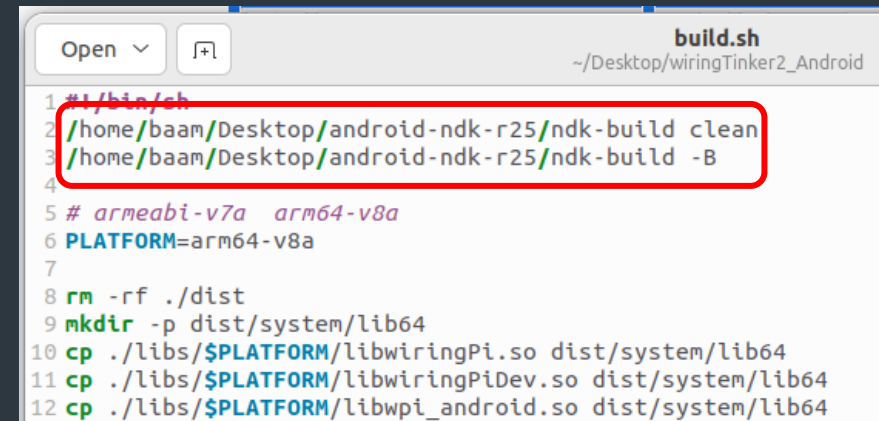 Open
build.sh
~/Desktop/wiringTinker2_Android
1 #!/bin/sh
2 /home/baam/Desktop/android-ndk-r25/ndk-build clean
3 /home/baam/Desktop/android-ndk-r25/ndk-build -B
4
5 # armeabi-v7a  arm64-v8a
6 PLATFORM=arm64-v8a
7
8 rm -rf ./dist
9 mkdir -p dist/system/lib64
10 cp ./libs/$PLATFORM/libwiringPi.so dist/system/lib64
11 cp ./libs/$PLATFORM/libwiringPiDev.so dist/system/lib64
12 cp ./libs/$PLATFORM/libwpi_android.so dist/system/lib64